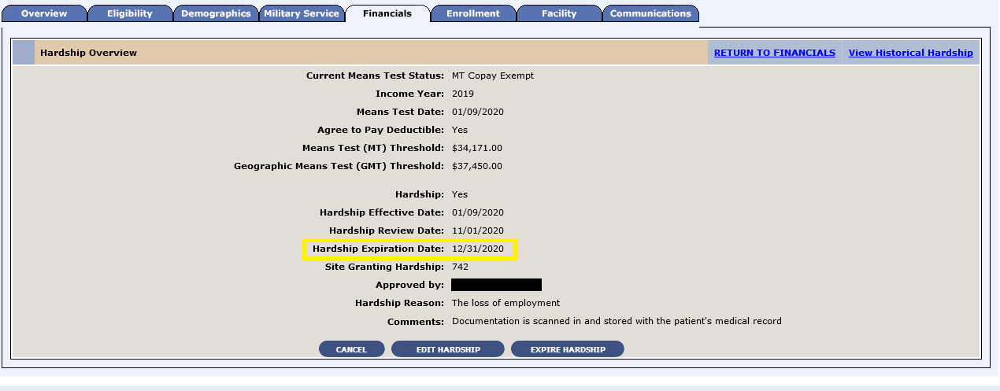 Overview Eligibility Demographics Military Service Financials Enrollment Facility Communications
Hardship Overview RETURN TO FINANCIALS View Historical Hardship
Current Means Test Status: MT Copay Exempt
Income Year: 2019
Means Test Date: 01/09/2020
Agree to Pay Deductible: Yes
Means Test (MT) Threshold: $34,171.00
Geographic Means Test (GMT) Threshold: $37,450.00
Hardship: Yes
Hardship Effective Date: 01/09/2020
Hardship Review Date: 11/01/2020
Hardship Expiration Date: 12/31/2020
Site Granting Hardship: 742
Approved by:
Hardship Reason: The loss of employment
Comments: Documentation is scanned in and stored with the patient's medical record
CANCEL EDIT HARDSHIP EXPIRE HARDSHIP